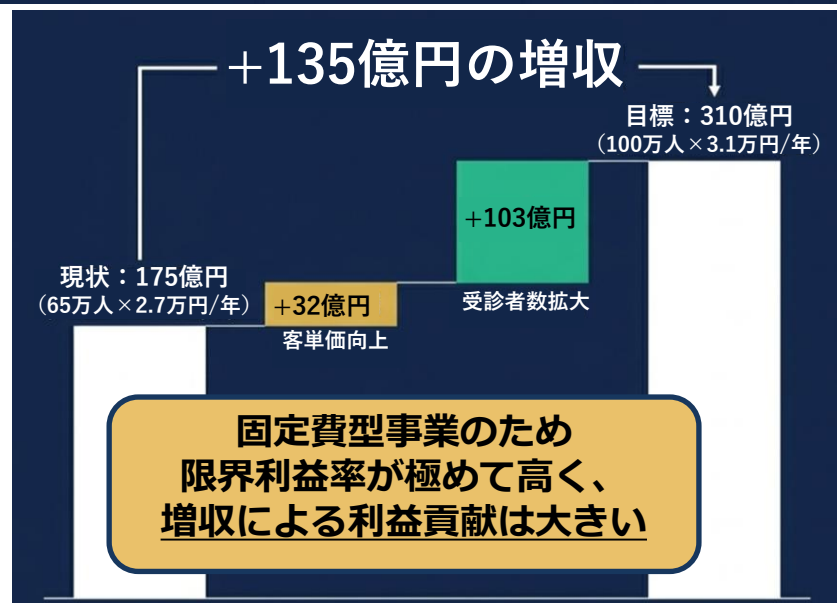 +135億円の増収
目標：310億円
（100万人×3.1万円/年）
+103億円
現状：175億円
（65万人×2.7万円/年）
+32億円
受診者数拡大
客単価向上
固定費型事業のため
限界利益率が極めて高く、
増収による利益貢献は大きい